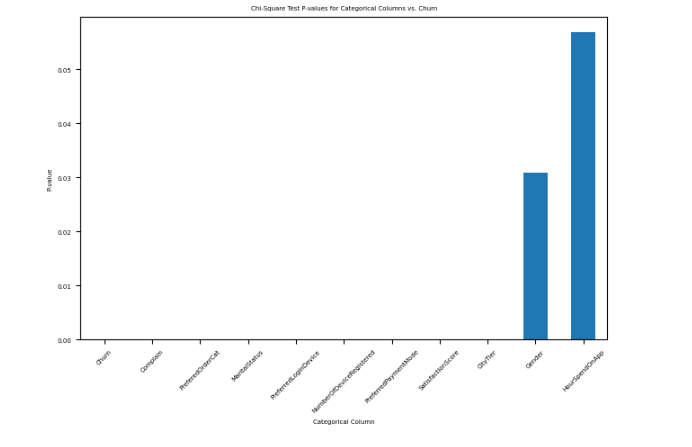 Chi-Square Test P-values for Categorical Columns vs. Churn
0.05
0.04
0.03
0.02
0.01
0.00
P-value
Churn
Complain
PreferedOrderCat
MaritalStatus
PreferredLoginDevice
NumberOfDeviceRegistered
PreferredPaymentMode
SatisfactionScore
CityTier
Gender
HourSpendOnApp
Categorical Column